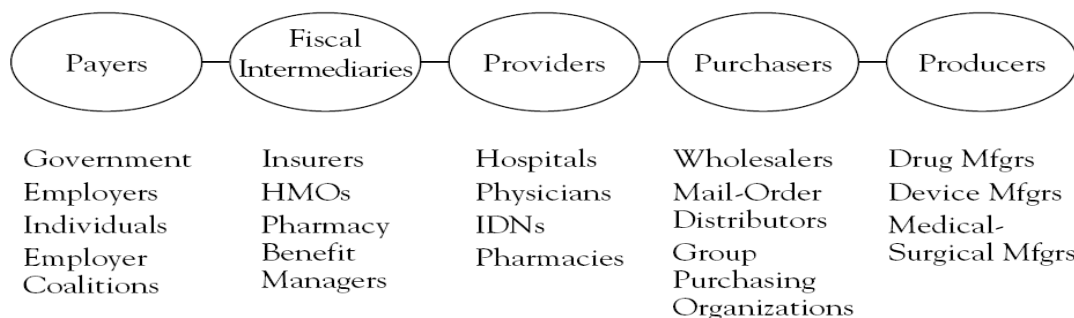 Payers
Fiscal
Intermediaries
Providers
Purchasers
Producers
Government
Employers
Individuals
Employer
Coalitions
Insurers
HMOs
Pharmacy
Benefit
Managers
Hospitals
Physicians
IDNs
Pharmacies
Wholesalers
Mail-Order
Distributors
Group
Purchasing
Organizations
Drug Mfgrs
Device Mfgrs
Medical-
Surgical Mfgrs